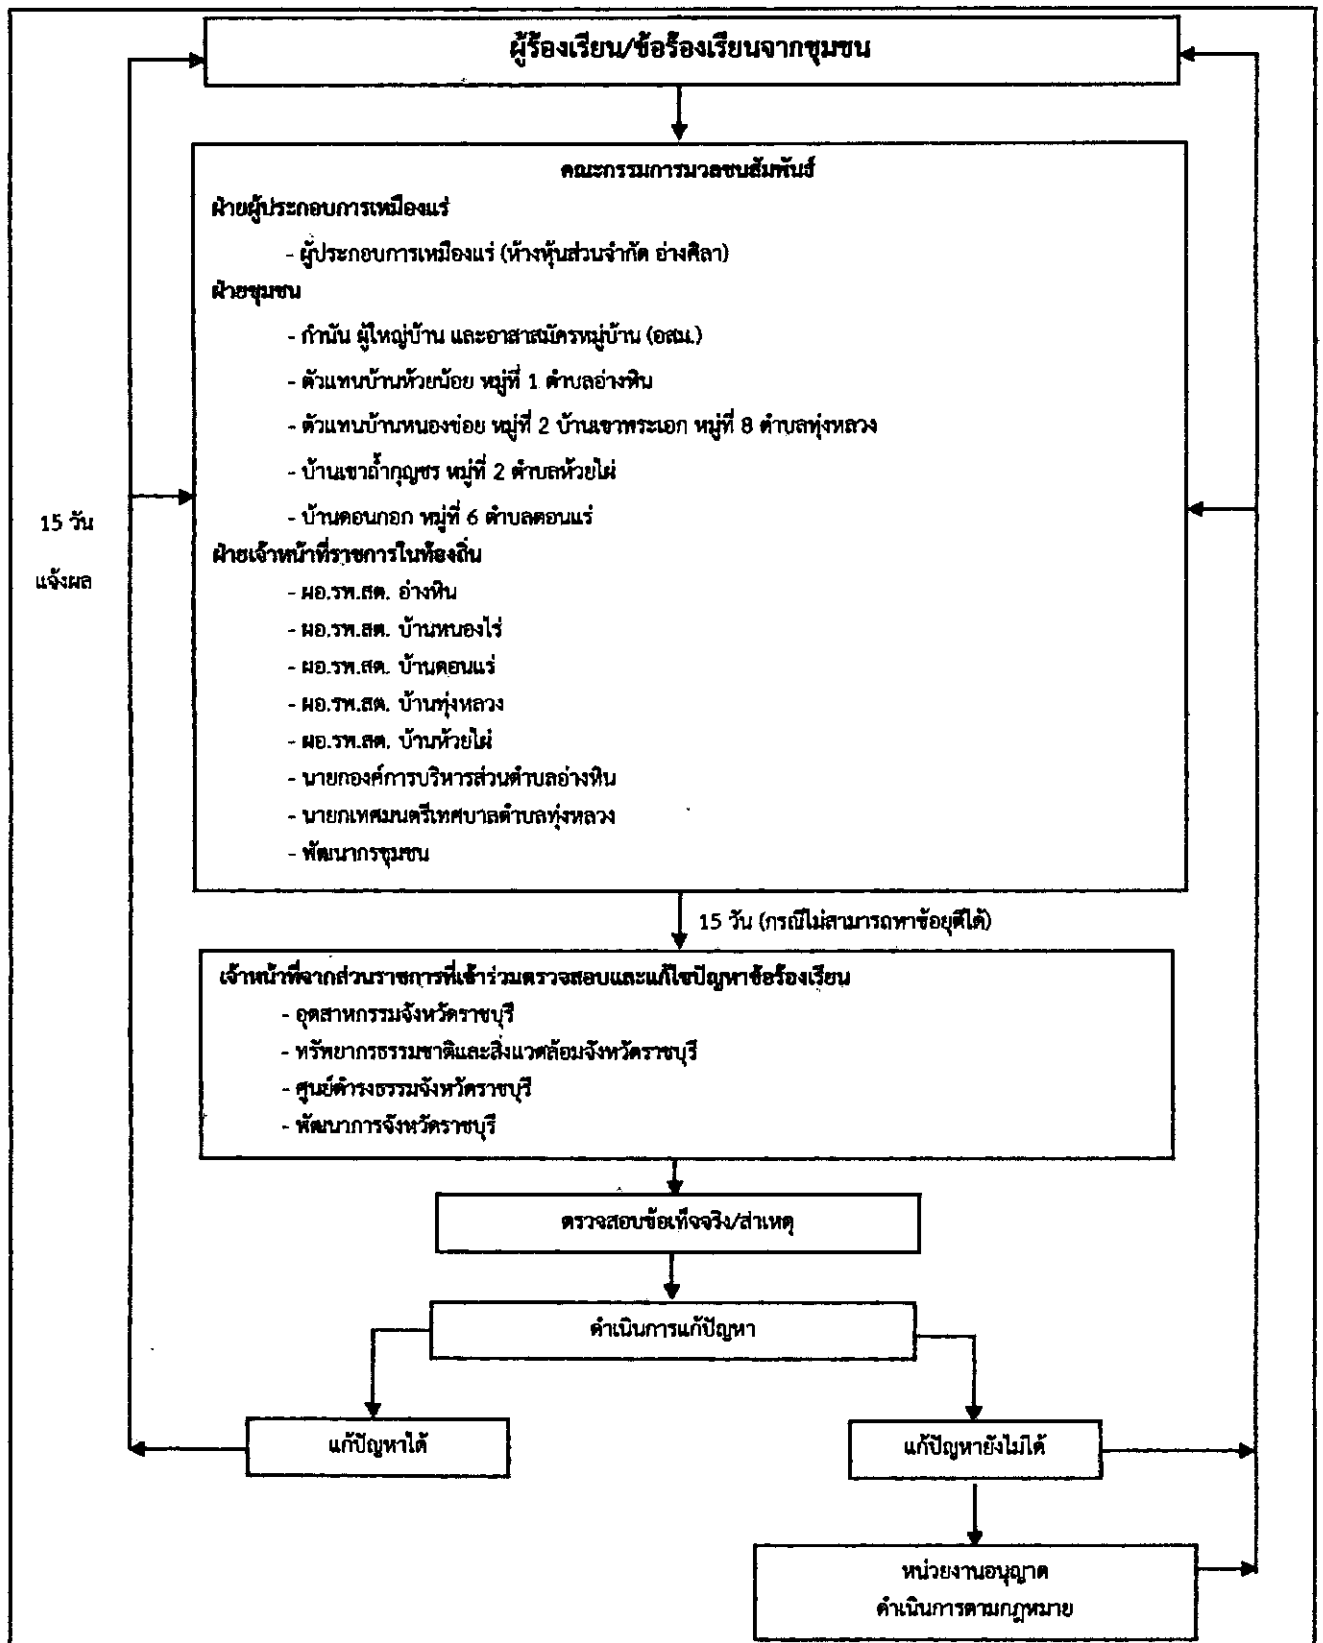 ผู้ร้องเรียน/ข้อร้องเรียนจากชุมชน
คณะกรรมการมวลชนสัมพันธ์
ฝ่ายผู้ประกอบการเหมืองแร่
- ผู้ประกอบการเหมืองแร่ (ห้างหุ้นส่วนจำกัด อ่างศิลา)
ฝ่ายชุมชน
- กำนัน ผู้ใหญ่บ้าน และอาสาสมัครหมู่บ้าน (อสม.)
- ตัวแทนบ้านห้วยน้อย หมู่ที่ 1 ตำบลอ่างหิน
- ตัวแทนบ้านหนองข่อย หมู่ที่ 2 บ้านเขาพระเอก หมู่ที่ 8 ตำบลทุ่งหลวง
- บ้านเขาถ้ำกุญชร หมู่ที่ 2 ตำบลห้วยไผ่
- บ้านดอนกอก หมู่ที่ 6 ตำบลดอนแร่
ฝ่ายเจ้าหน้าที่ราชการในท้องถิ่น
- ผอ.รพ.สต. อ่างหิน
- ผอ.รพ.สต. บ้านหนองไร่
- ผอ.รพ.สต. บ้านดอนแร่
- ผอ.รพ.สต. บ้านทุ่งหลวง
- ผอ.รพ.สต. บ้านห้วยไผ่
- นายกองค์การบริหารส่วนตำบลอ่างหิน
- นายกเทศมนตรีเทศบาลตำบลทุ่งหลวง
- พัฒนากรชุมชน
15 วัน
แจ้งผล
15 วัน (กรณีไม่สามารถหาข้อยุติได้)
เจ้าหน้าที่จากส่วนราชการที่เข้าร่วมตรวจสอบและแก้ไขปัญหาข้อร้องเรียน
- อุตสาหกรรมจังหวัดราชบุรี
- ทรัพยากรธรรมชาติและสิ่งแวดล้อมจังหวัดราชบุรี
- ศูนย์ดำรงธรรมจังหวัดราชบุรี
- พัฒนาการจังหวัดราชบุรี
ตรวจสอบข้อเท็จจริง/สาเหตุ
ดำเนินการแก้ปัญหา
แก้ปัญหาได้
แก้ปัญหายังไม่ได้
หน่วยงานอนุญาต
ดำเนินการตามกฎหมาย